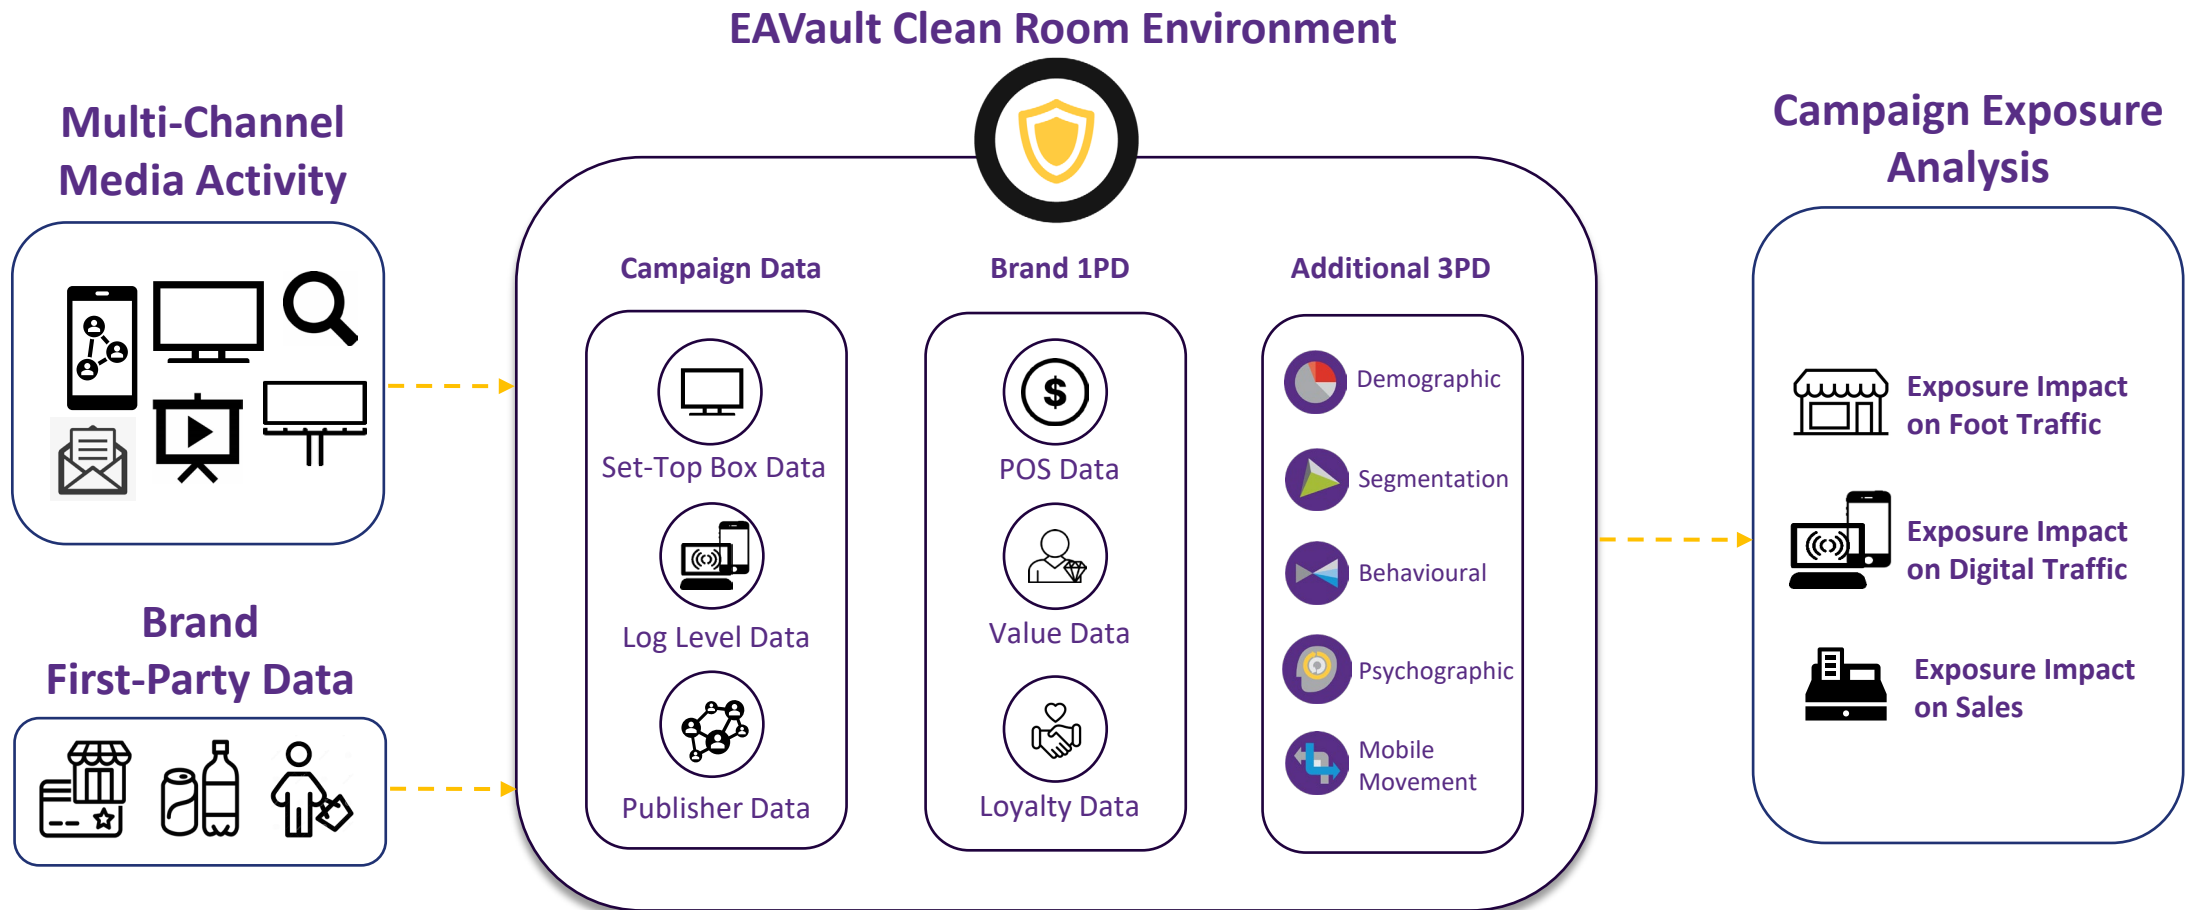 EAVault Clean Room Environment
Multi-Channel
Media Activity
Brand
First-Party Data
Campaign Data
Set-Top Box Data
Log Level Data
Publisher Data
Brand 1PD
$
POS Data
Value Data
Loyalty Data
Additional 3PD
Demographic
Segmentation
Behavioural
Psychographic
Mobile
Movement
Campaign Exposure
Analysis
Exposure Impact
on Foot Traffic
Exposure Impact
on Digital Traffic
Exposure Impact
on Sales